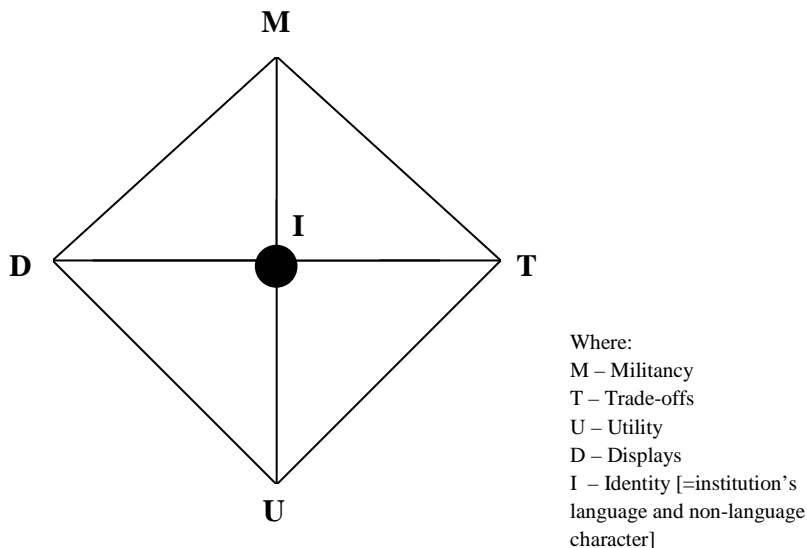 M
I
D
T
U
Where:
M – Militancy
T – Trade-offs
U – Utility
D – Displays
I – Identity [=institution’s
language and non-language
character]